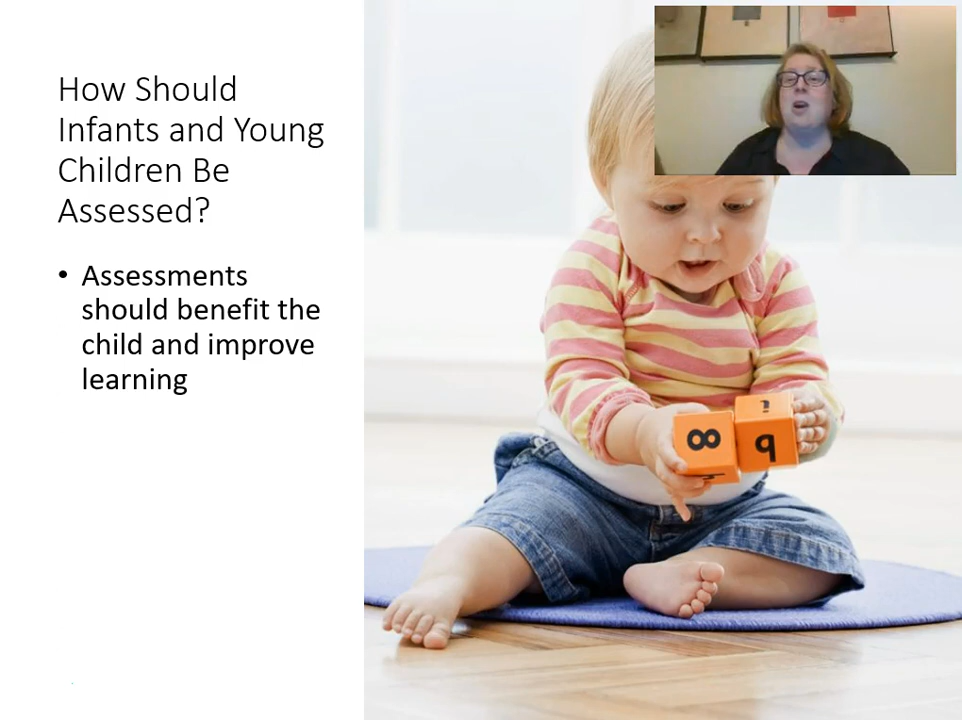 How Should
Infants and Young
Children Be
Assessed?
• Assessments
should benefit the
child and improve
learning
8
q